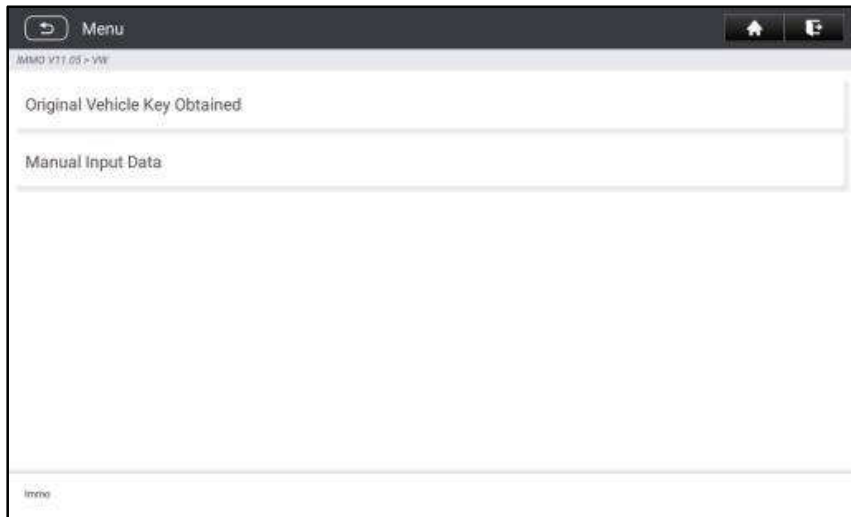 Menu
IMMO V11.05 > VW
Original Vehicle Key Obtained
Manual Input Data
Immo